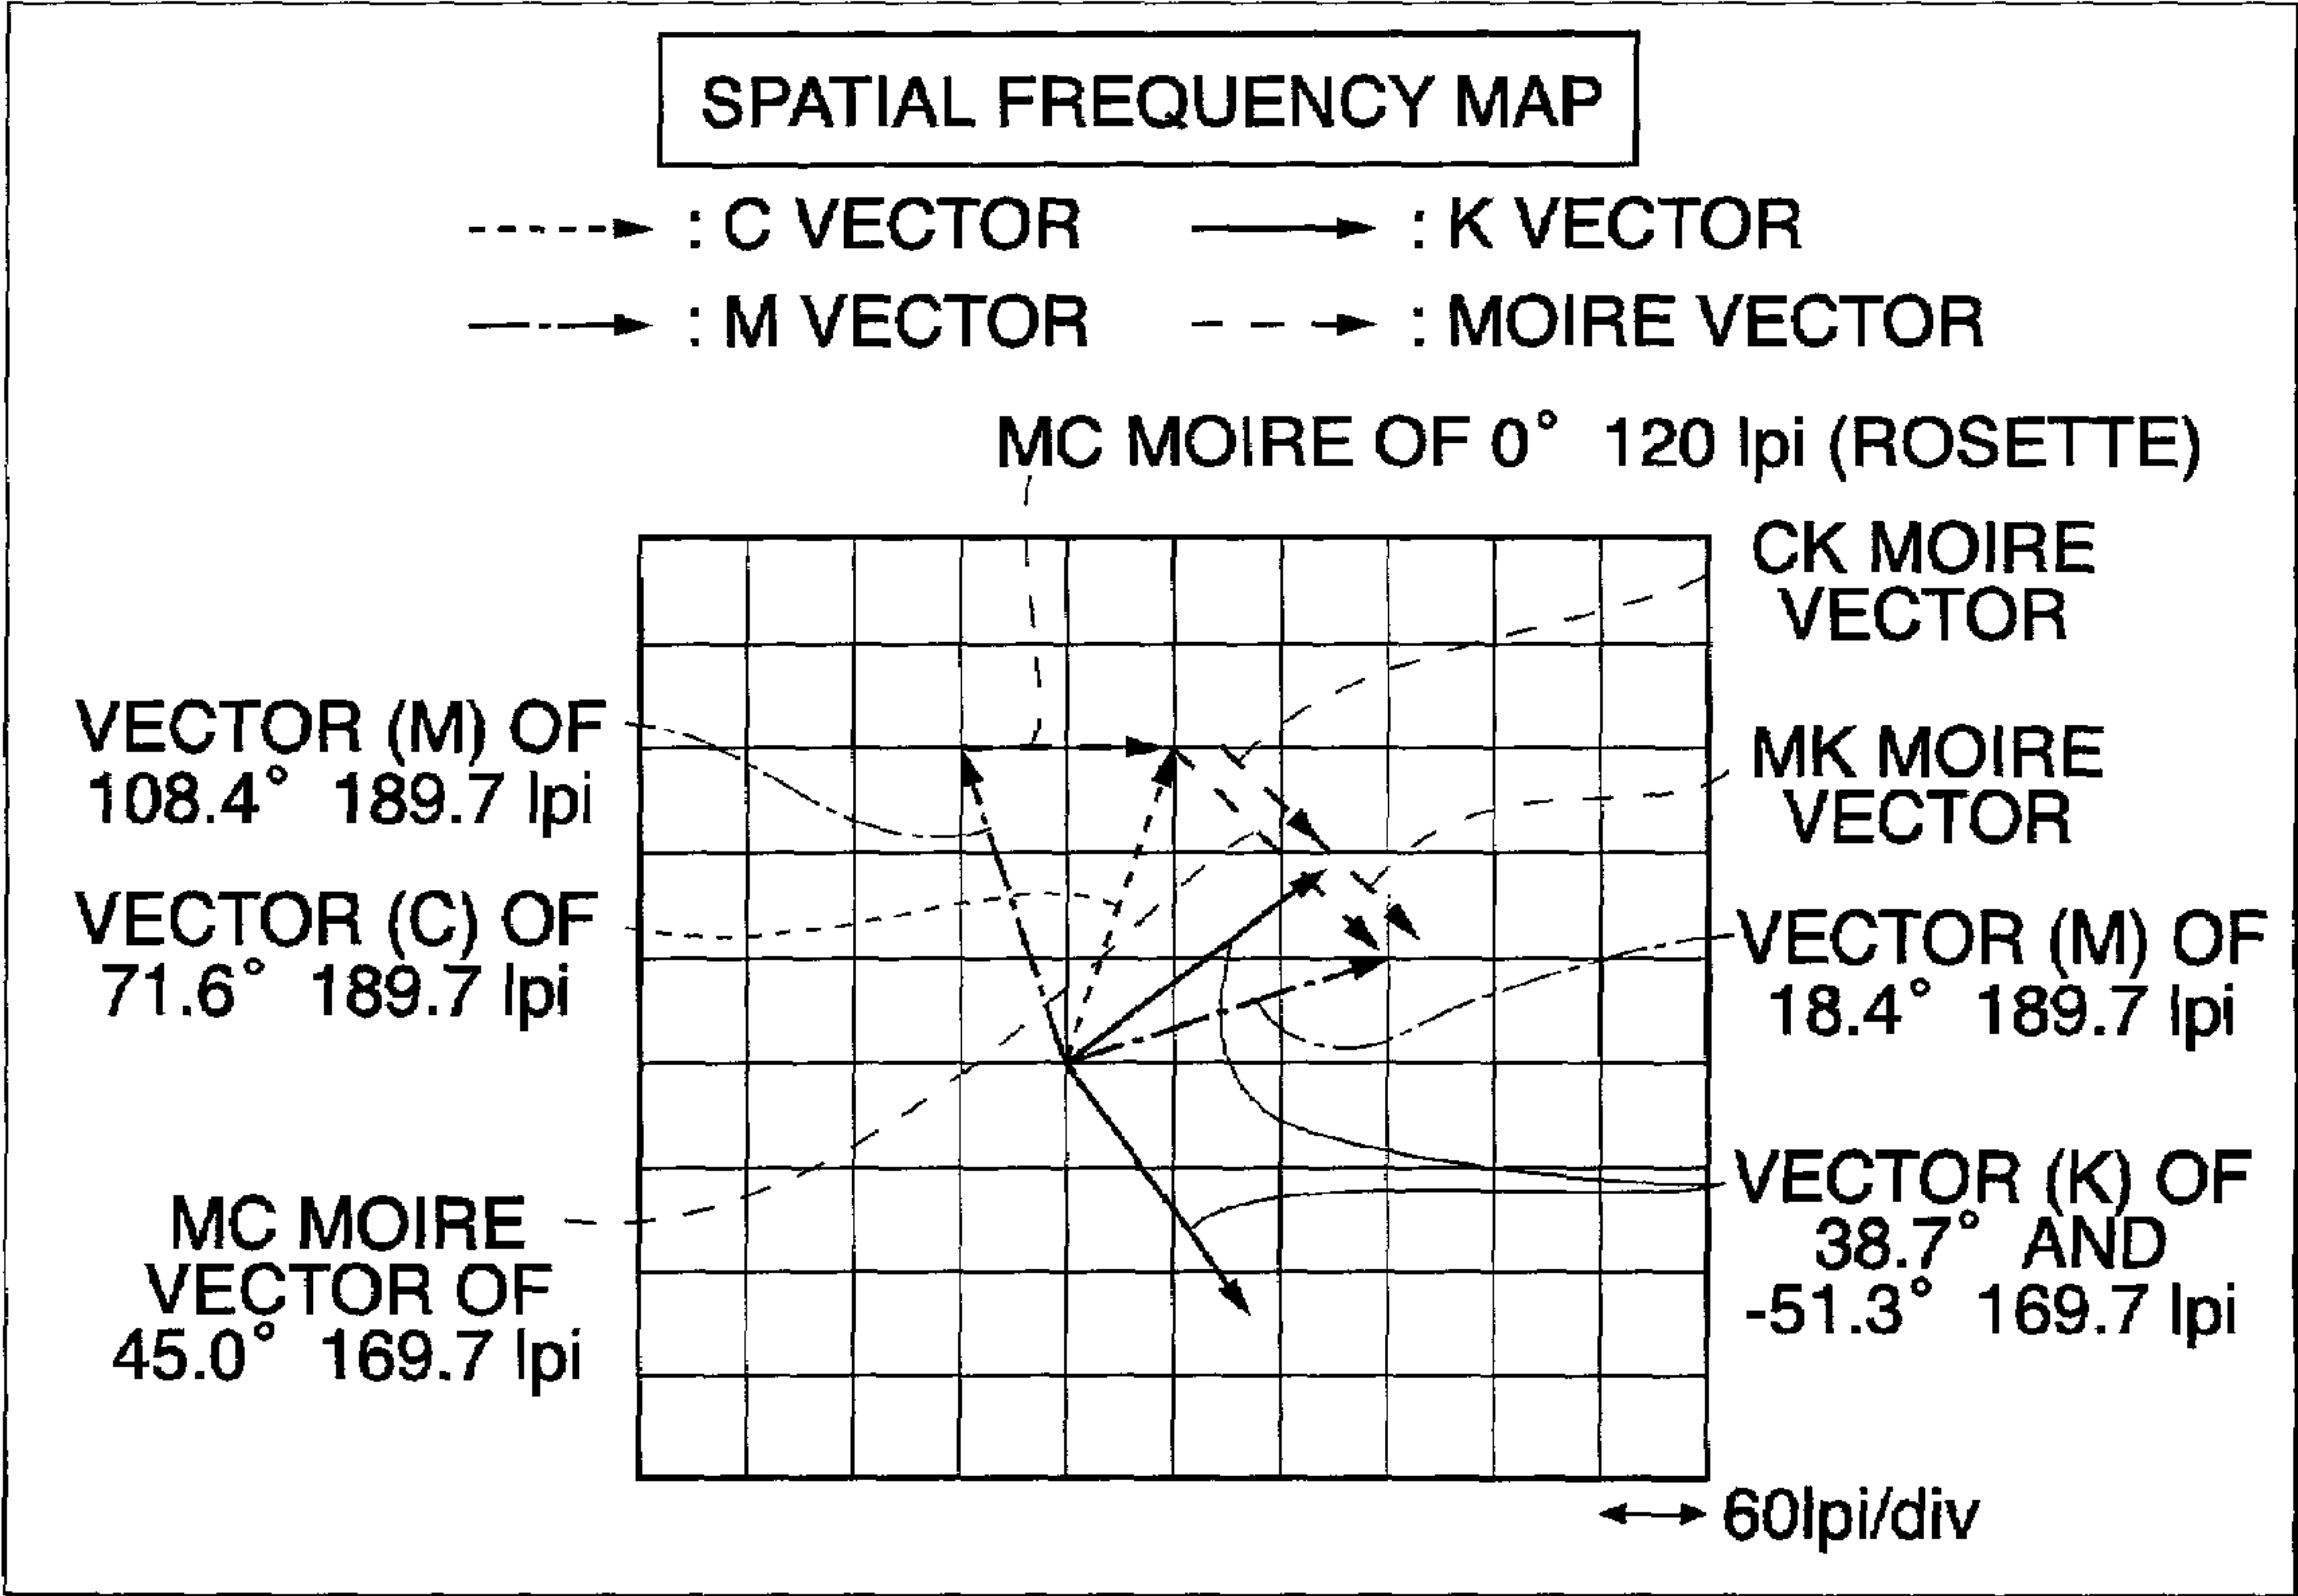 SPATIAL FREQUENCY MAP
: C VECTOR
: K VECTOR
: M VECTOR
: MOIRE VECTOR
MC MOIRE OF 0° 120 lpi (ROSETTE)
CK MOIRE
VECTOR
VECTOR (M) OF
108.4° 189.7 lpi
MK MOIRE
VECTOR
VECTOR (C) OF
71.6° 189.7 lpi
VECTOR (M) OF
18.4° 189.7 lpi
MC MOIRE
VECTOR OF
45.0° 169.7 lpi
VECTOR (K) OF
38.7° AND
-51.3° 169.7 lpi
60lpi/div